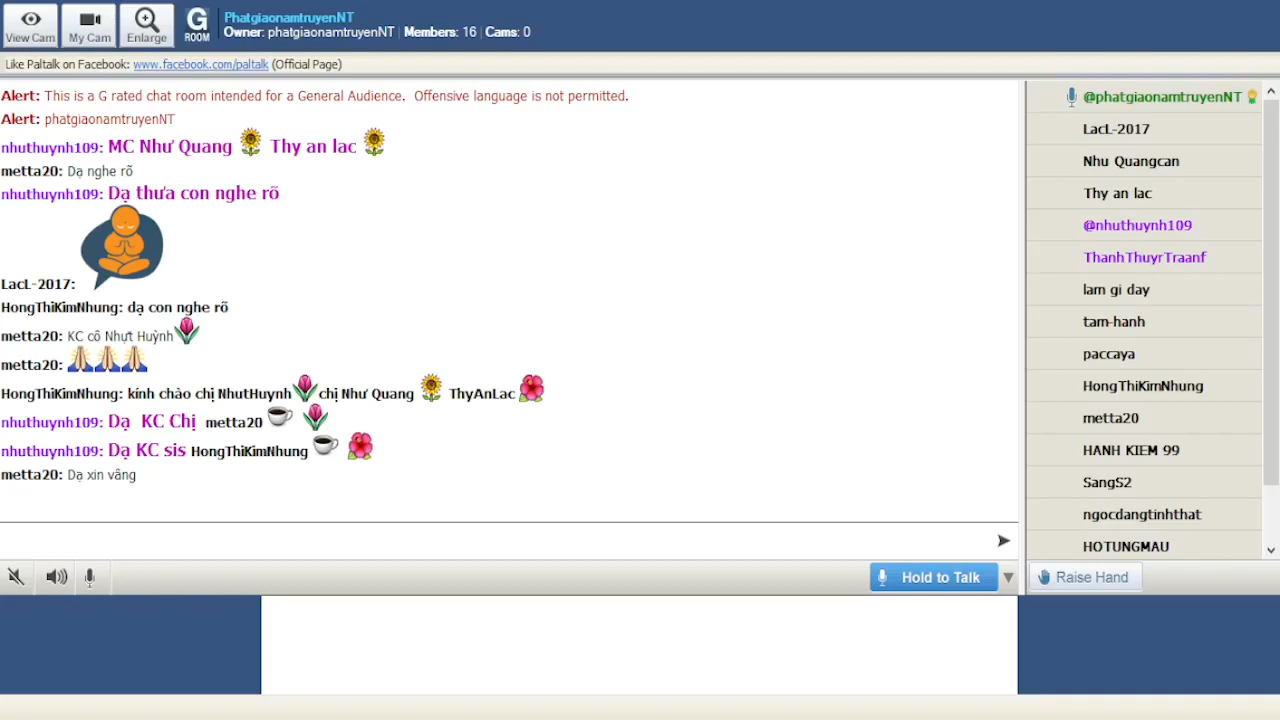 View Cam
My Cam
Enlarge
G
ROOM
PhatgiaonamtruyenNT
Owner: phatgiaonamtruyenNT | Members: 16 | Cams: 0
Like Paltalk on Facebook: www.facebook.com/paltalk (Official Page)
Alert: This is a G rated chat room intended for a General Audience. Offensive language is not permitted.
Alert: phatgiaonamtruyenNT
nhuthuynh109: MC Như Quang Thy an lac
metta20: Dạ nghe rõ
nhuthuynh109: Dạ thưa con nghe rõ
LacL-2017:
HongThiKimNhung: dạ con nghe rõ
metta20: KC cô Nhựt Huỳnh
metta20:
HongThiKimNhung: kính chào chị NhutHuynh chị Như Quang ThyAnLac
nhuthuynh109: Dạ KC Chị metta20
nhuthuynh109: Dạ KC sis HongThiKimNhung
metta20: Dạ xin vâng
Hold to Talk
@phatgiaonamtruyenNT
LacL-2017
Nhu Quangcan
Thy an lac
@nhuthuynh109
ThanhThuyrTraanf
lam gi day
tam-hanh
paccaya
HongThiKimNhung
metta20
HANH KIEM 99
SangS2
ngocdangtinhthat
HOTUNGMAU
Raise Hand